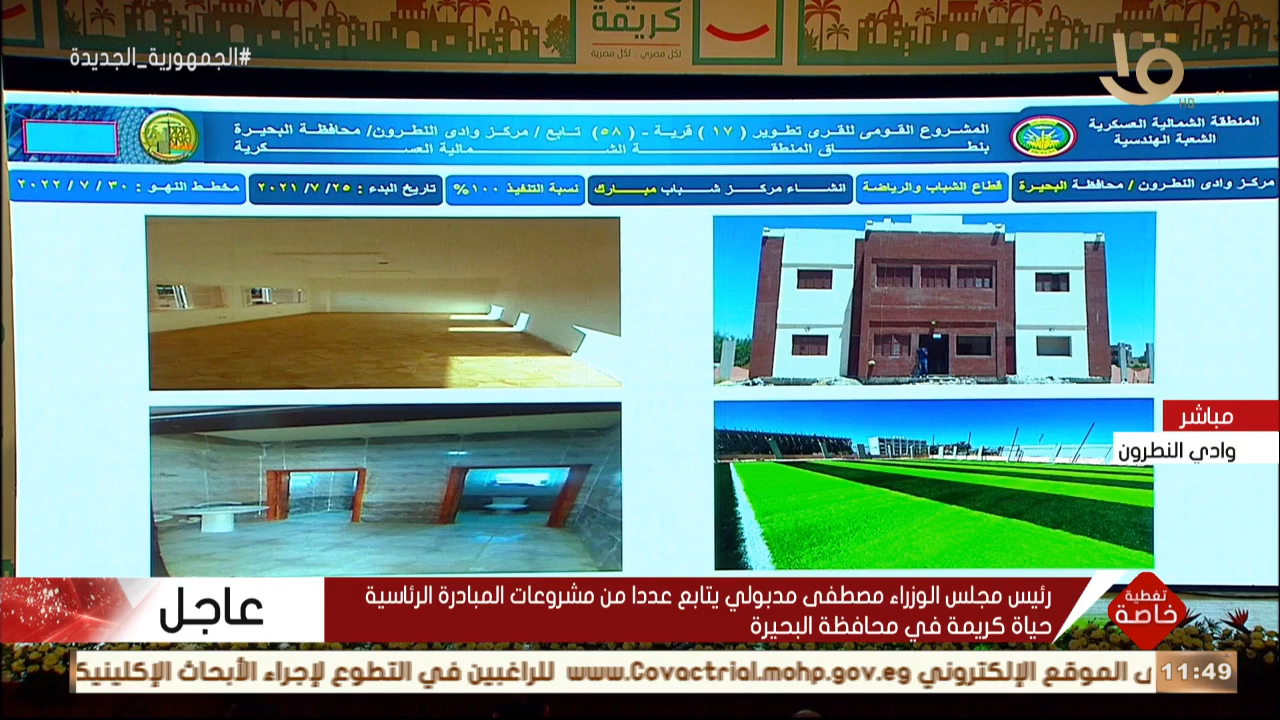 كريمة
لكل مصري .. لكل مصرية
#الجمهورية_الجديدة
HD
المنطقة الشمالية العسكرية
الشعبة الهندسية
المشروع القومى للقرى تطوير ( ١٧ ) قرية - ( ٥٨ ) تابع / مركز وادى النطرون/ محافظة البحيرة
بنطاق المنطقة الشمالية العسكرية
مركز وادى النطرون / محافظة البحيرة
قطاع الشباب والرياضة
انشاء مركز شباب مبارك
نسبة التنفيذ ١٠٠%
تاريخ البدء : ٢٥/ ٧/ ٢٠٢١
مخطط النهو : ٣٠ / ٧ / ٢٠٢٢
مباشر
وادي النطرون
تغطية
خاصة
رئيس مجلس الوزراء مصطفى مدبولي يتابع عددا من مشروعات المبادرة الرئاسية
حياة كريمة في محافظة البحيرة
عاجل
الموقع الإلكتروني www.Covactrial.mohp.gov.eg للراغبين في التطوع لإجراء الأبحاث الإكلينيك
11:49